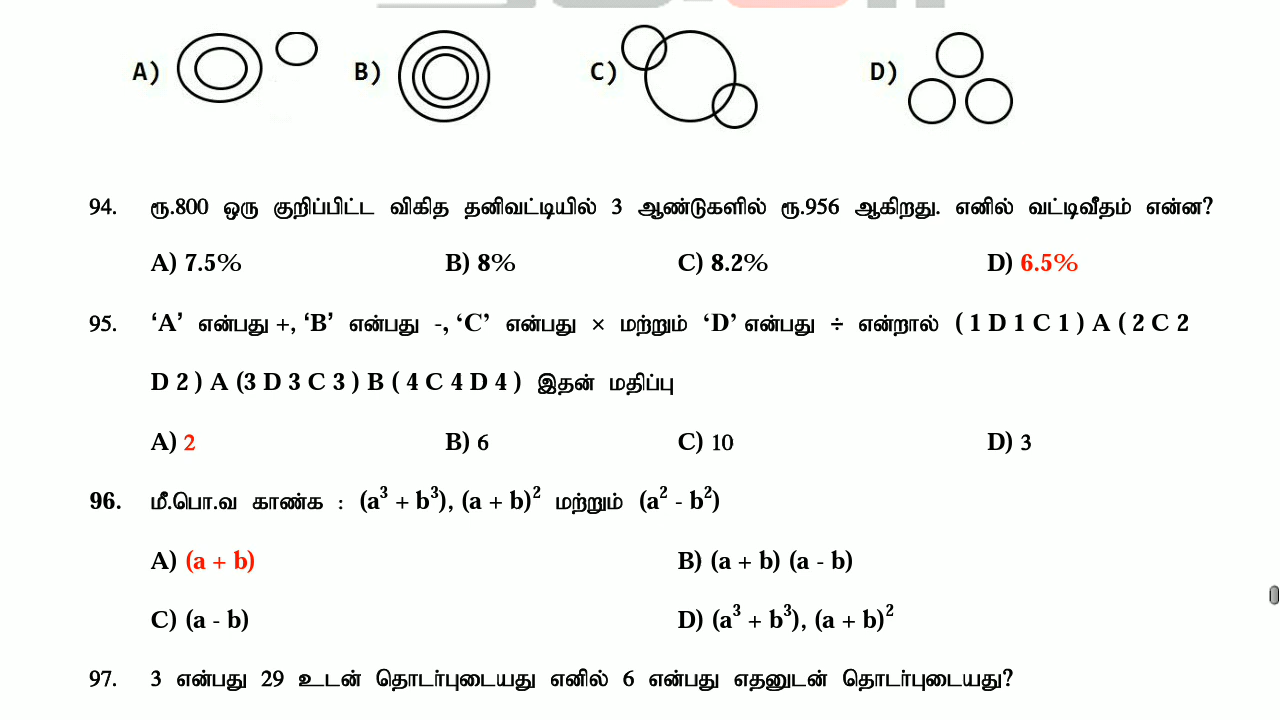 A) B) C) D)
94. ரூ.800 ஒரு குறிப்பிட்ட விகித தனிவட்டியில் 3 ஆண்டுகளில் ரூ.956 ஆகிறது. எனில் வட்டிவீதம் என்ன?
A) 7.5% B) 8% C) 8.2% D) 6.5%
95. ‘A’ என்பது +, ‘B’ என்பது -, ‘C’ என்பது × மற்றும் ‘D’ என்பது ÷ என்றால் ( 1 D 1 C 1 ) A ( 2 C 2
D 2 ) A (3 D 3 C 3 ) B ( 4 C 4 D 4 ) இதன் மதிப்பு
A) 2 B) 6 C) 10 D) 3
96. மீ.பொ.வ காண்க : (a³ + b³), (a + b)² மற்றும் (a² - b²)
A) (a + b) B) (a + b) (a - b)
C) (a - b) D) (a³ + b³), (a + b)²
97. 3 என்பது 29 உடன் தொடர்புடையது எனில் 6 என்பது எதனுடன் தொடர்புடையது?